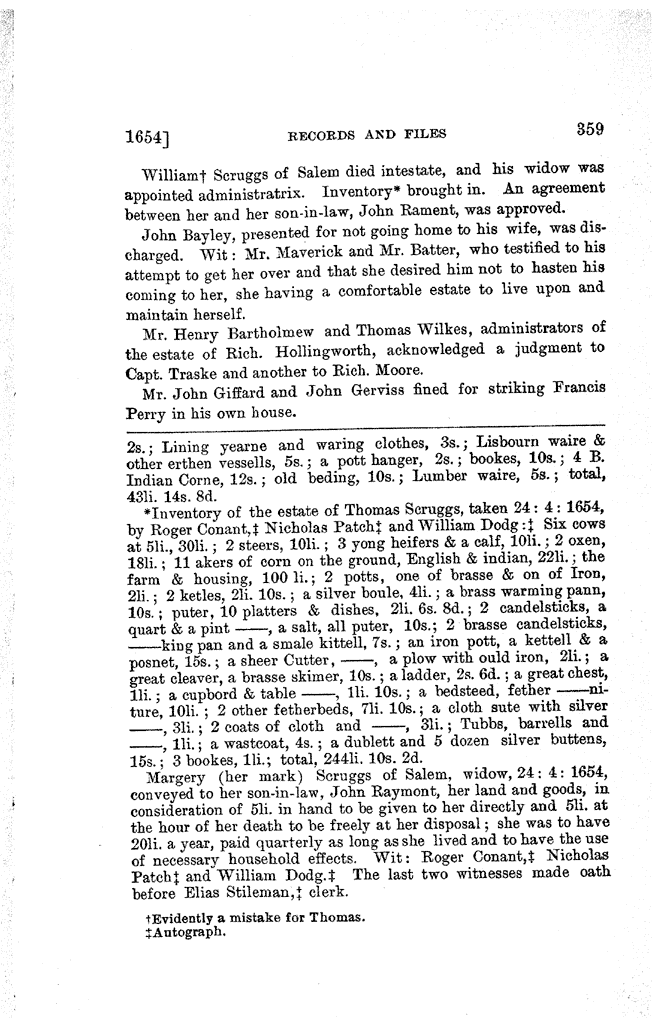 1654] RECORDS AND FILES 359
William† Scruggs of Salem died intestate, and his widow was
appointed administratrix. Inventory* brought in. An agreement
between her and her son-in-law, John Rament, was approved.
John Bayley, presented for not going home to his wife, was dis-
charged. Wit: Mr. Maverick and Mr. Batter, who testified to his
attempt to get her over and that she desired him not to hasten his
coming to her, she having a comfortable estate to live upon and
maintain herself.
Mr. Henry Bartholmew and Thomas Wilkes, administrators of
the estate of Rich. Hollingworth, acknowledged a judgment to
Capt. Traske and another to Rich. Moore.
Mr. John Giffard and John Gerviss fined for striking Francis
Perry in his own house.
2s.; Lining yearne and waring clothes, 3s.; Lisbourn waire &
other erthen vessells, 5s.; a pott hanger, 2s.; bookes, 10s.; 4 B.
Indian Corne, 12s.; old beding, 10s.; Lumber waire, 5s.; total,
43li. 14s. 8d.
*Inventory of the estate of Thomas Scruggs, taken 24: 4: 1654,
by Roger Conant,‡ Nicholas Patch‡ and William Dodg:‡ Six cows
at 5li., 30li.; 2 steers, 10li.; 3 yong heifers & a calf, 10li.; 2 oxen,
18li.; 11 akers of corn on the ground, English & indian, 22li.; the
farm & housing, 100 li.; 2 potts, one of brasse & on of Iron,
2li.; 2 ketles, 2li. 10s.; a silver boule, 4li.; a brass warming pann,
10s.; puter, 10 platters & dishes, 2li. 6s. 8d.; 2 candelsticks, a
quart & a pint ——, a salt, all puter, 10s.; 2 brasse candelsticks,
——king pan and a smale kittell, 7s.; an iron pott, a kettell & a
posnet, 15s.; a sheer Cutter, ——, a plow with ould iron, 2li.; a
great cleaver, a brasse skimer, 10s.; a ladder, 2s. 6d.; a great chest,
1li.; a cupbord & table ——, 1li. 10s.; a bedsteed, fether ——ni-
ture, 10li.; 2 other fetherbeds, 7li. 10s.; a cloth sute with silver
——, 3li.; 2 coats of cloth and ——, 3li.; Tubbs, barrells and
——, 1li.; a wastcoat, 4s.; a dublett and 5 dozen silver buttens,
15s.; 3 bookes, 1li.; total, 244li. 10s. 2d.
Margery (her mark) Scruggs of Salem, widow, 24: 4: 1654,
conveyed to her son-in-law, John Raymont, her land and goods, in
consideration of 5li. in hand to be given to her directly and 5li. at
the hour of her death to be freely at her disposal; she was to have
20li. a year, paid quarterly as long as she lived and to have the use
of necessary household effects. Wit: Roger Conant,‡ Nicholas
Patch‡ and William Dodg.‡ The last two witnesses made oath
before Elias Stileman,‡ clerk.
†Evidently a mistake for Thomas.
‡Autograph.